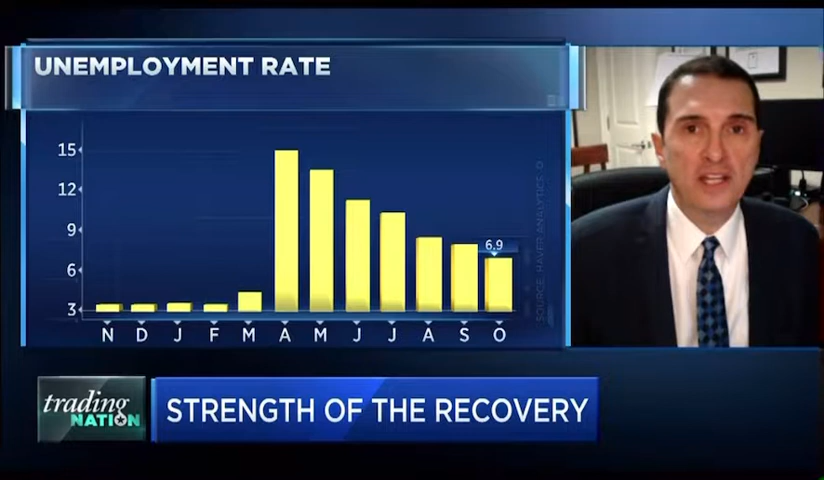 UNEMPLOYMENT RATE
15
12
9
6
3
6.9
N D J F M A M J J A S O
SOURCE: HAVER ANALYTICS
trading
NATION
STRENGTH OF THE RECOVERY